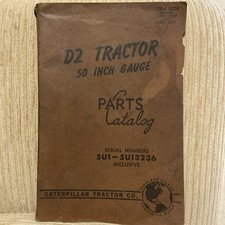 D2 TRACTOR
50 INCH GAUGE
PARTS
Catalog
SERIAL NUMBERS
5U1-5U13236
INCLUSIVE
CATERPILLAR TRACTOR CO.